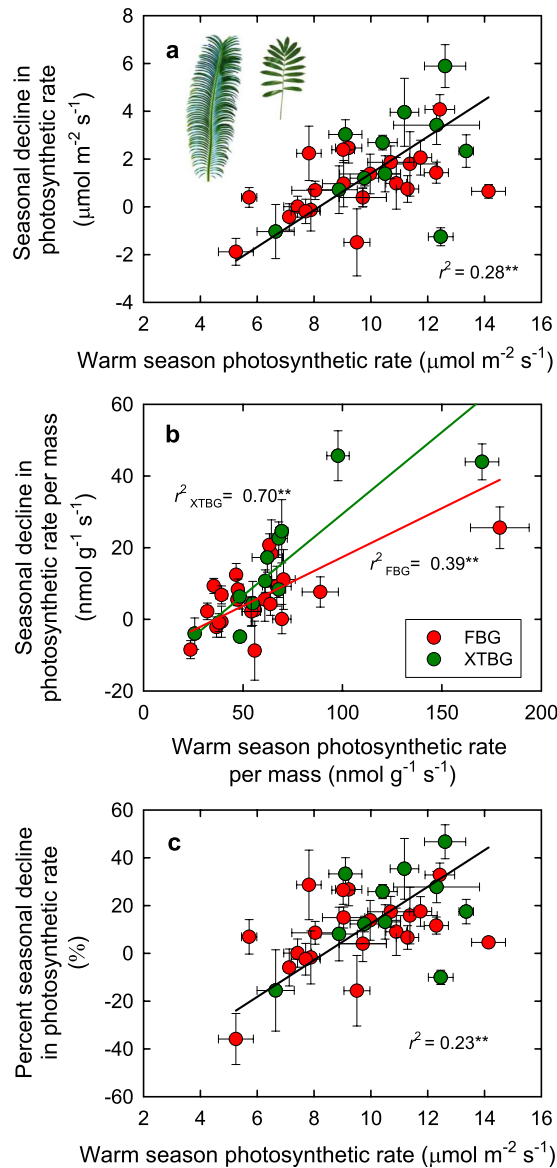 a
Seasonal decline in
photosynthetic rate
(μmol m-2 s-1)
6
4
2
0
-2
-4
8
r2 = 0.28**
2 4 6 8 10 12 14 16
Warm season photosynthetic rate (μmol m-2 s-1)
b
Seasonal decline in
photosynthetic rate per mass
(nmol g-1 s-1)
60
40
20
0
-20
r2 XTBG = 0.70**
r2 FBG = 0.39**
FBG
XTBG
0 50 100 150 200
Warm season photosynthetic rate
per mass (nmol g-1 s-1)
c
Percent seasonal decline
in photosynthetic rate
(%)
60
40
20
0
-20
-40
-60
r2 = 0.23**
2 4 6 8 10 12 14 16
Warm season photosynthetic rate (μmol m-2 s-1)